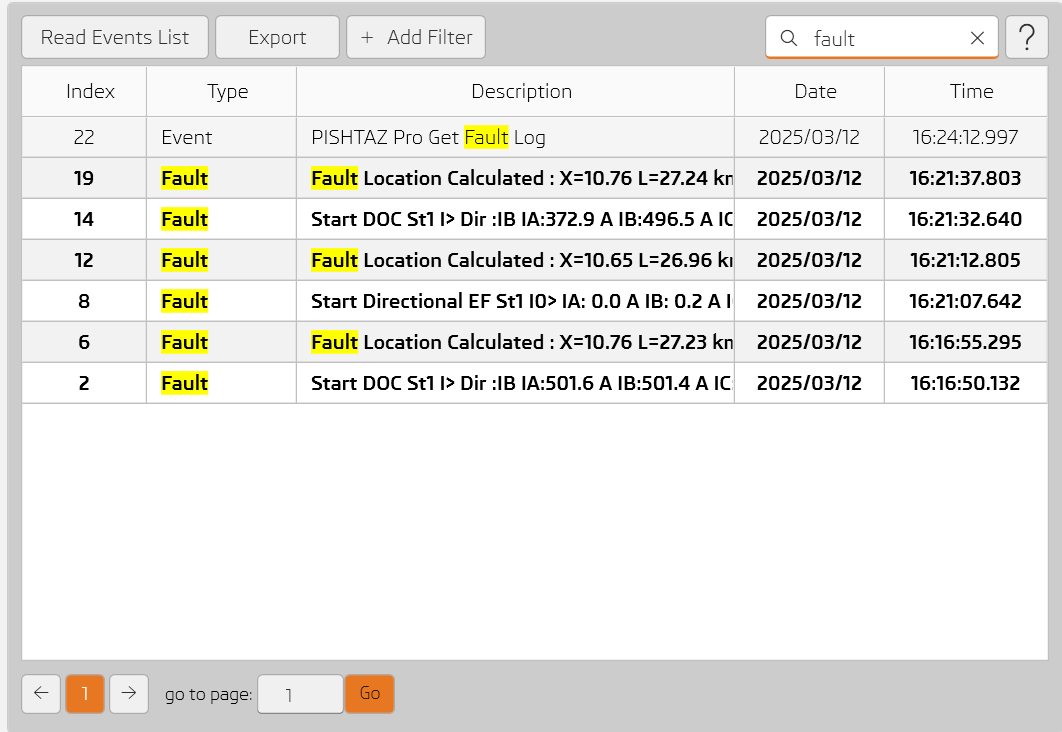 Read Events List Export + Add Filter fault ?
Index Type Description Date Time
22 Event PISHTAZ Pro Get Fault Log 2025/03/12 16:24:12.997
19 Fault Fault Location Calculated : X=10.76 L=27.24 km 2025/03/12 16:21:37.803
14 Fault Start DOC St1 I> Dir :IB IA:372.9 A IB:496.5 A IC 2025/03/12 16:21:32.640
12 Fault Fault Location Calculated : X=10.65 L=26.96 km 2025/03/12 16:21:12.805
8 Fault Start Directional EF St1 I0> IA: 0.0 A IB: 0.2 A 2025/03/12 16:21:07.642
6 Fault Fault Location Calculated : X=10.76 L=27.23 km 2025/03/12 16:16:55.295
2 Fault Start DOC St1 I> Dir :IB IA:501.6 A IB:501.4 A IC 2025/03/12 16:16:50.132
← 1 → go to page: 1 Go